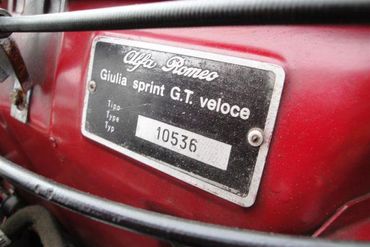 Alfa Romeo
Giulia sprint G.T. veloce
Tipo
Type
Typ
10536